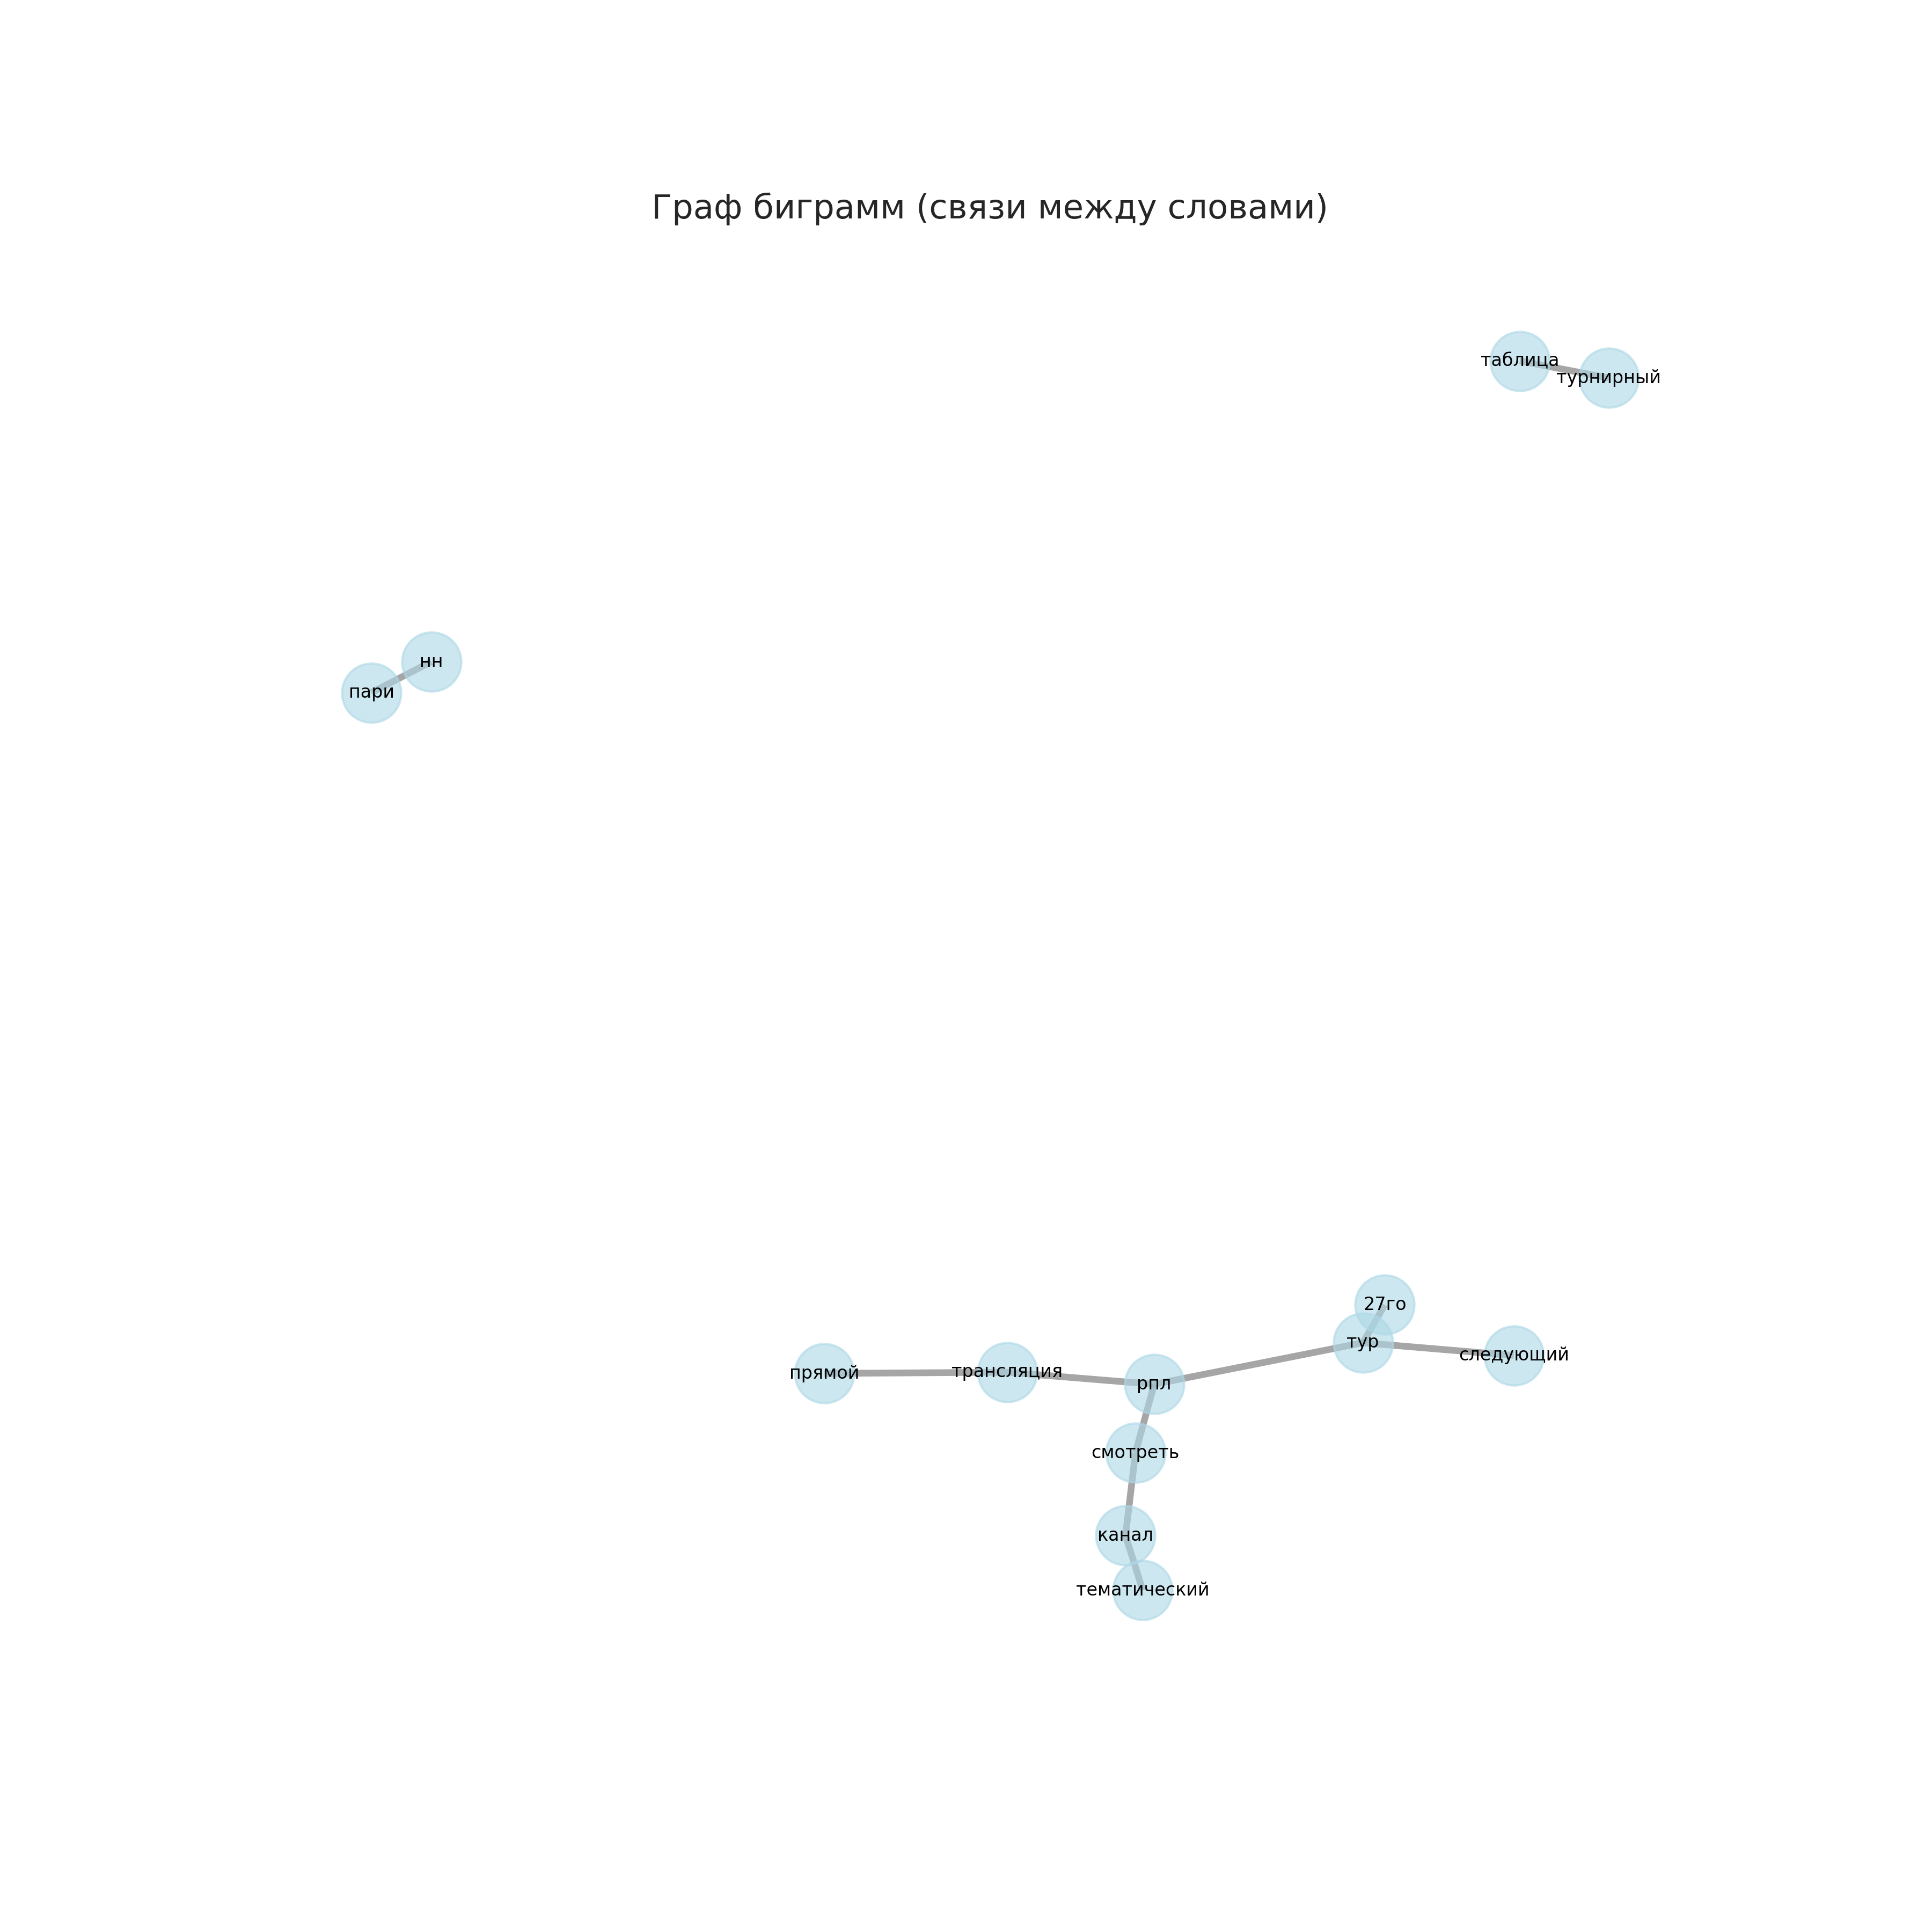 Граф биграмм (связи между словами)
таблица
турнирный
нн
пари
27го
тур
следующий
прямой
трансляция
рпл
смотреть
канал
тематический